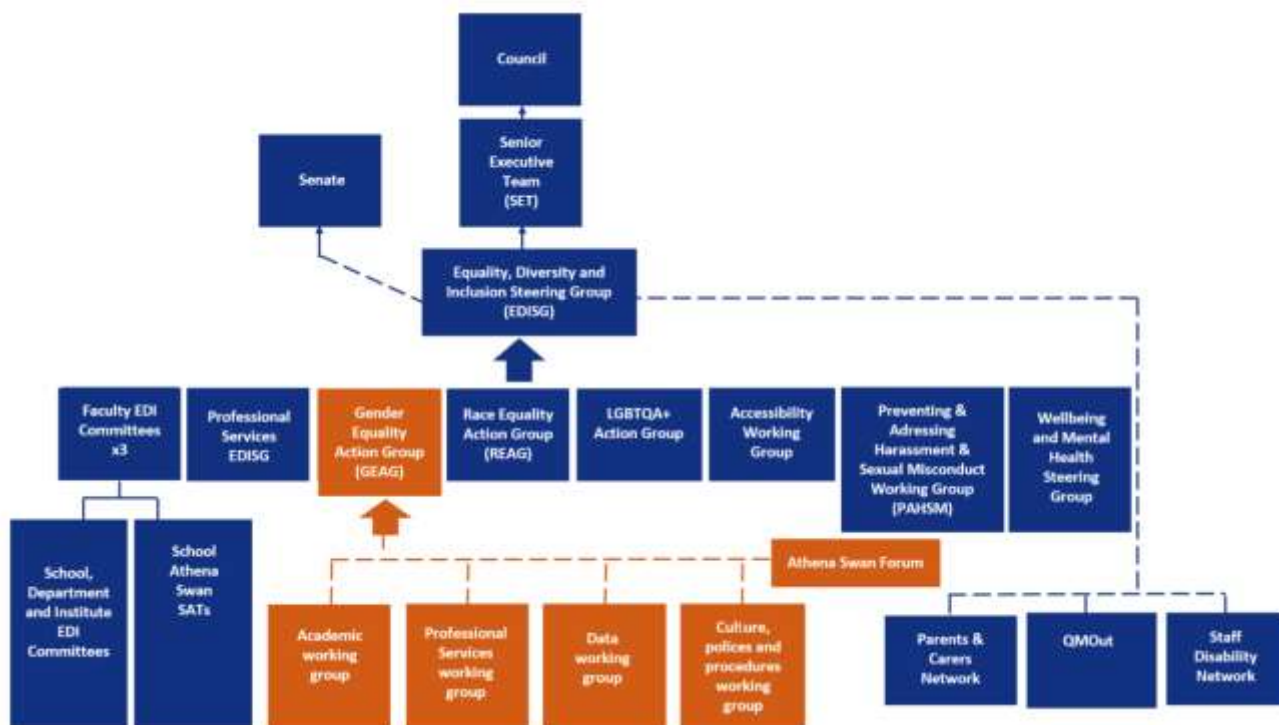 Council
Senior
Executive
Team
(SET)
Senate
Equality, Diversity and
Inclusion Steering Group
(EDISG)
Faculty EDI
Committees
x3
Professional
Services
EDISG
Gender
Equality
Action Group
(GEAG)
Race Equality
Action Group
(REAG)
LGBTQA+
Action Group
Accessibility
Working
Group
Preventing &
Adressing
Harassment &
Sexual Misconduct
Working Group
(PAHSM)
Wellbeing
and Mental
Health
Steering
Group
School,
Department
and Institute
EDI
Committees
School
Athena
Swan
SATs
Athena Swan Forum
Academic
working
group
Professional
Services
working
group
Data
working
group
Culture,
polices and
procedures
working
group
Parents &
Carers
Network
QMOut
Staff
Disability
Network